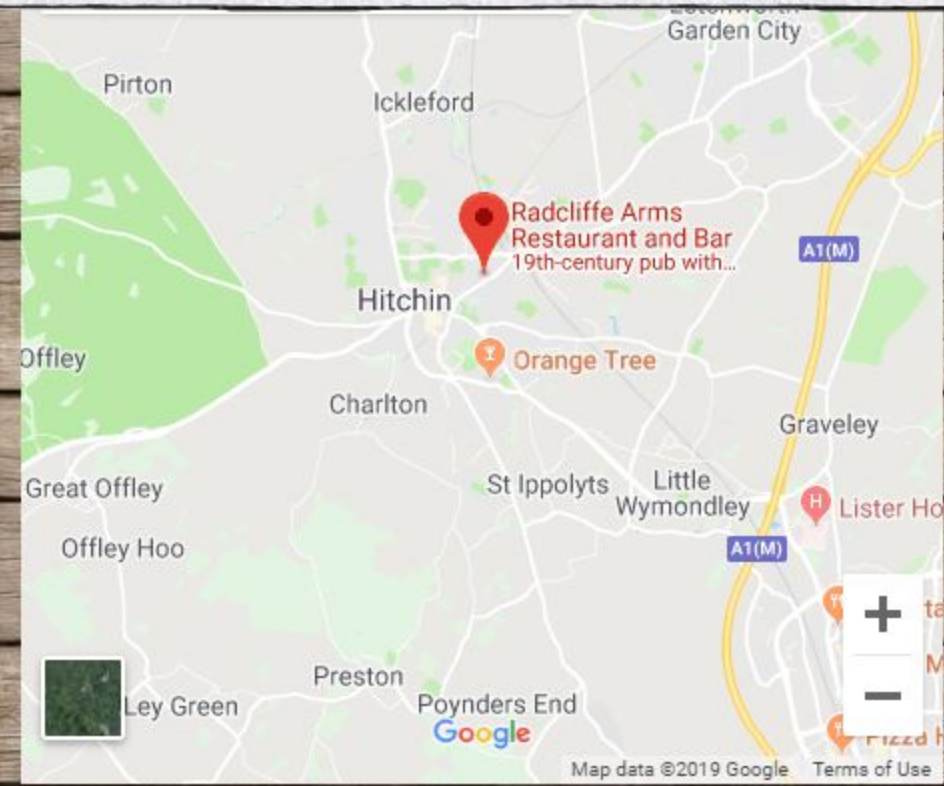 Garden City
Pirton
Ickleford
Radcliffe Arms
Restaurant and Bar
19th-century pub with...
A1(M)
Hitchin
Offley
Orange Tree
Charlton
Graveley
Great Offley
St Ippolyts
Little
Wymondley
H
Lister Ho
Offley Hoo
A1(M)
+
ta
Preston
M
Ley Green
Poynders End
−
Google
Pizza H
Map data ©2019 Google
Terms of Use